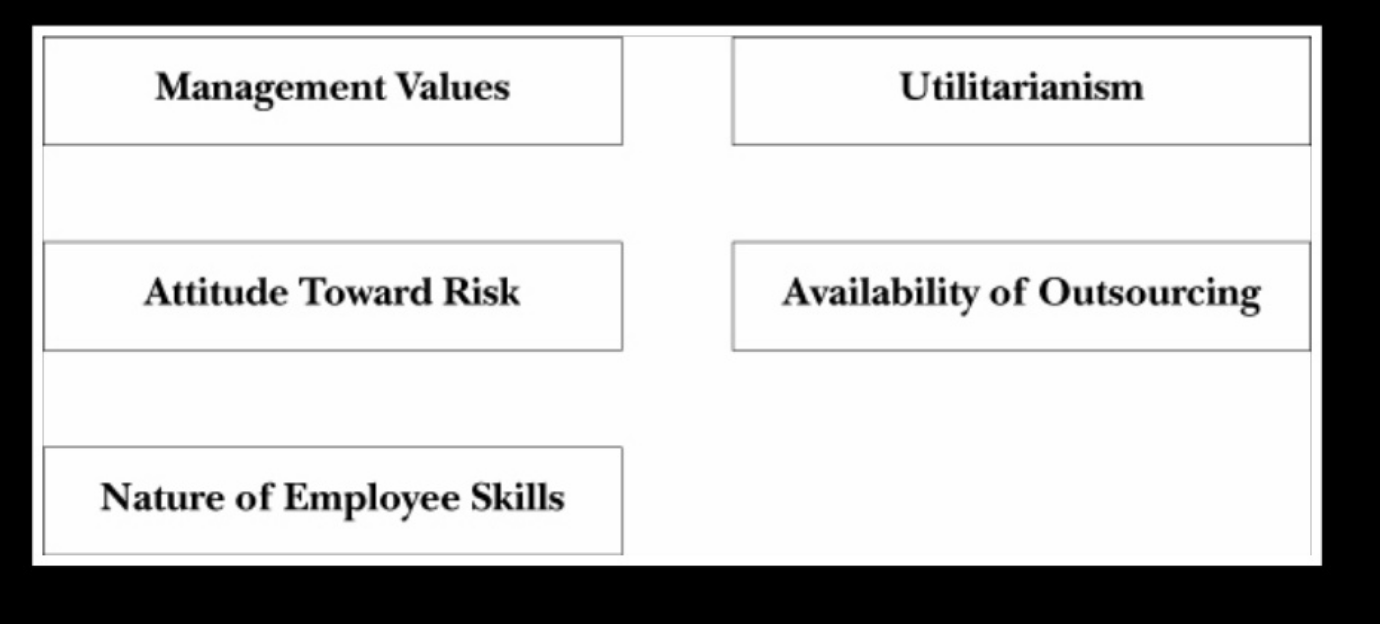 Management Values
Utilitarianism
Attitude Toward Risk
Availability of Outsourcing
Nature of Employee Skills